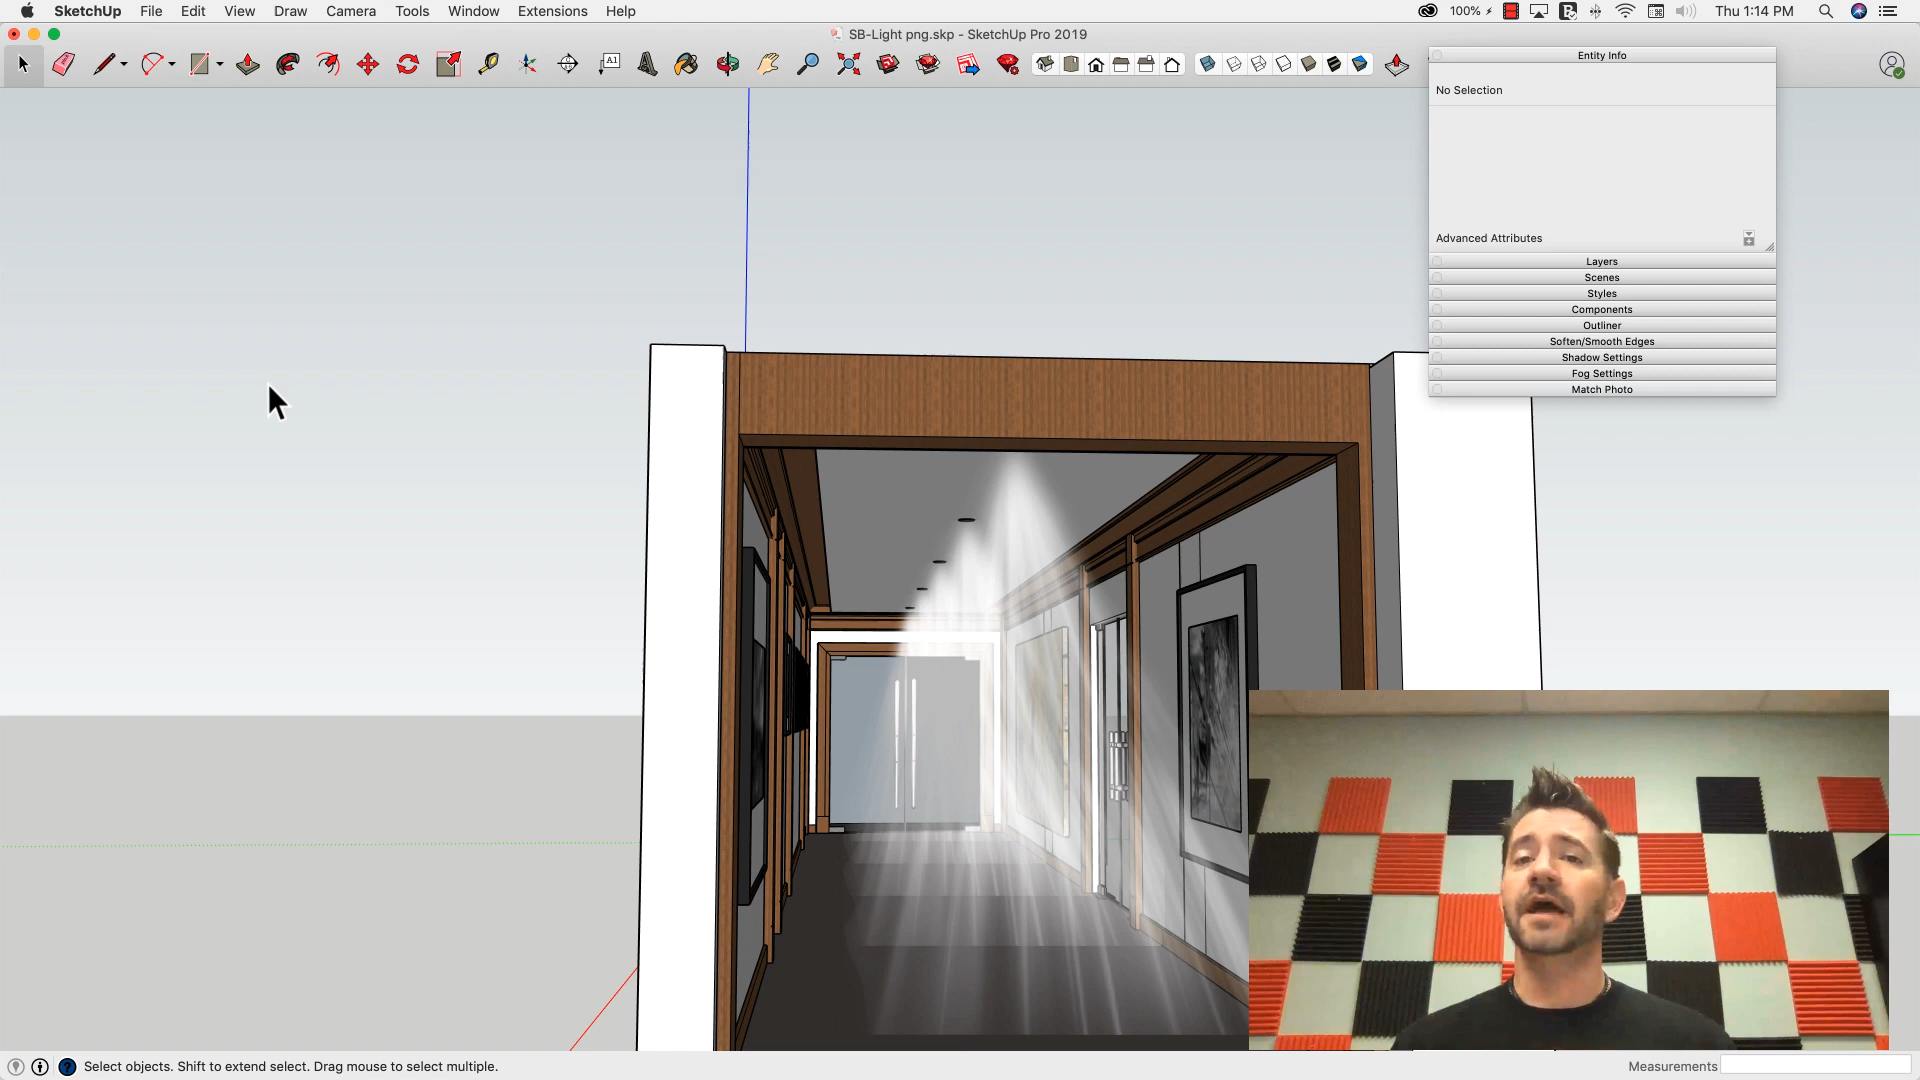 SketchUp File Edit View Draw Camera Tools Window Extensions Help
100% Thu 1:14 PM
SB-Light png.skp - SketchUp Pro 2019
A1
Entity Info
No Selection
Advanced Attributes
Layers
Scenes
Styles
Components
Outliner
Soften/Smooth Edges
Shadow Settings
Fog Settings
Match Photo
Select objects. Shift to extend select. Drag mouse to select multiple.
Measurements